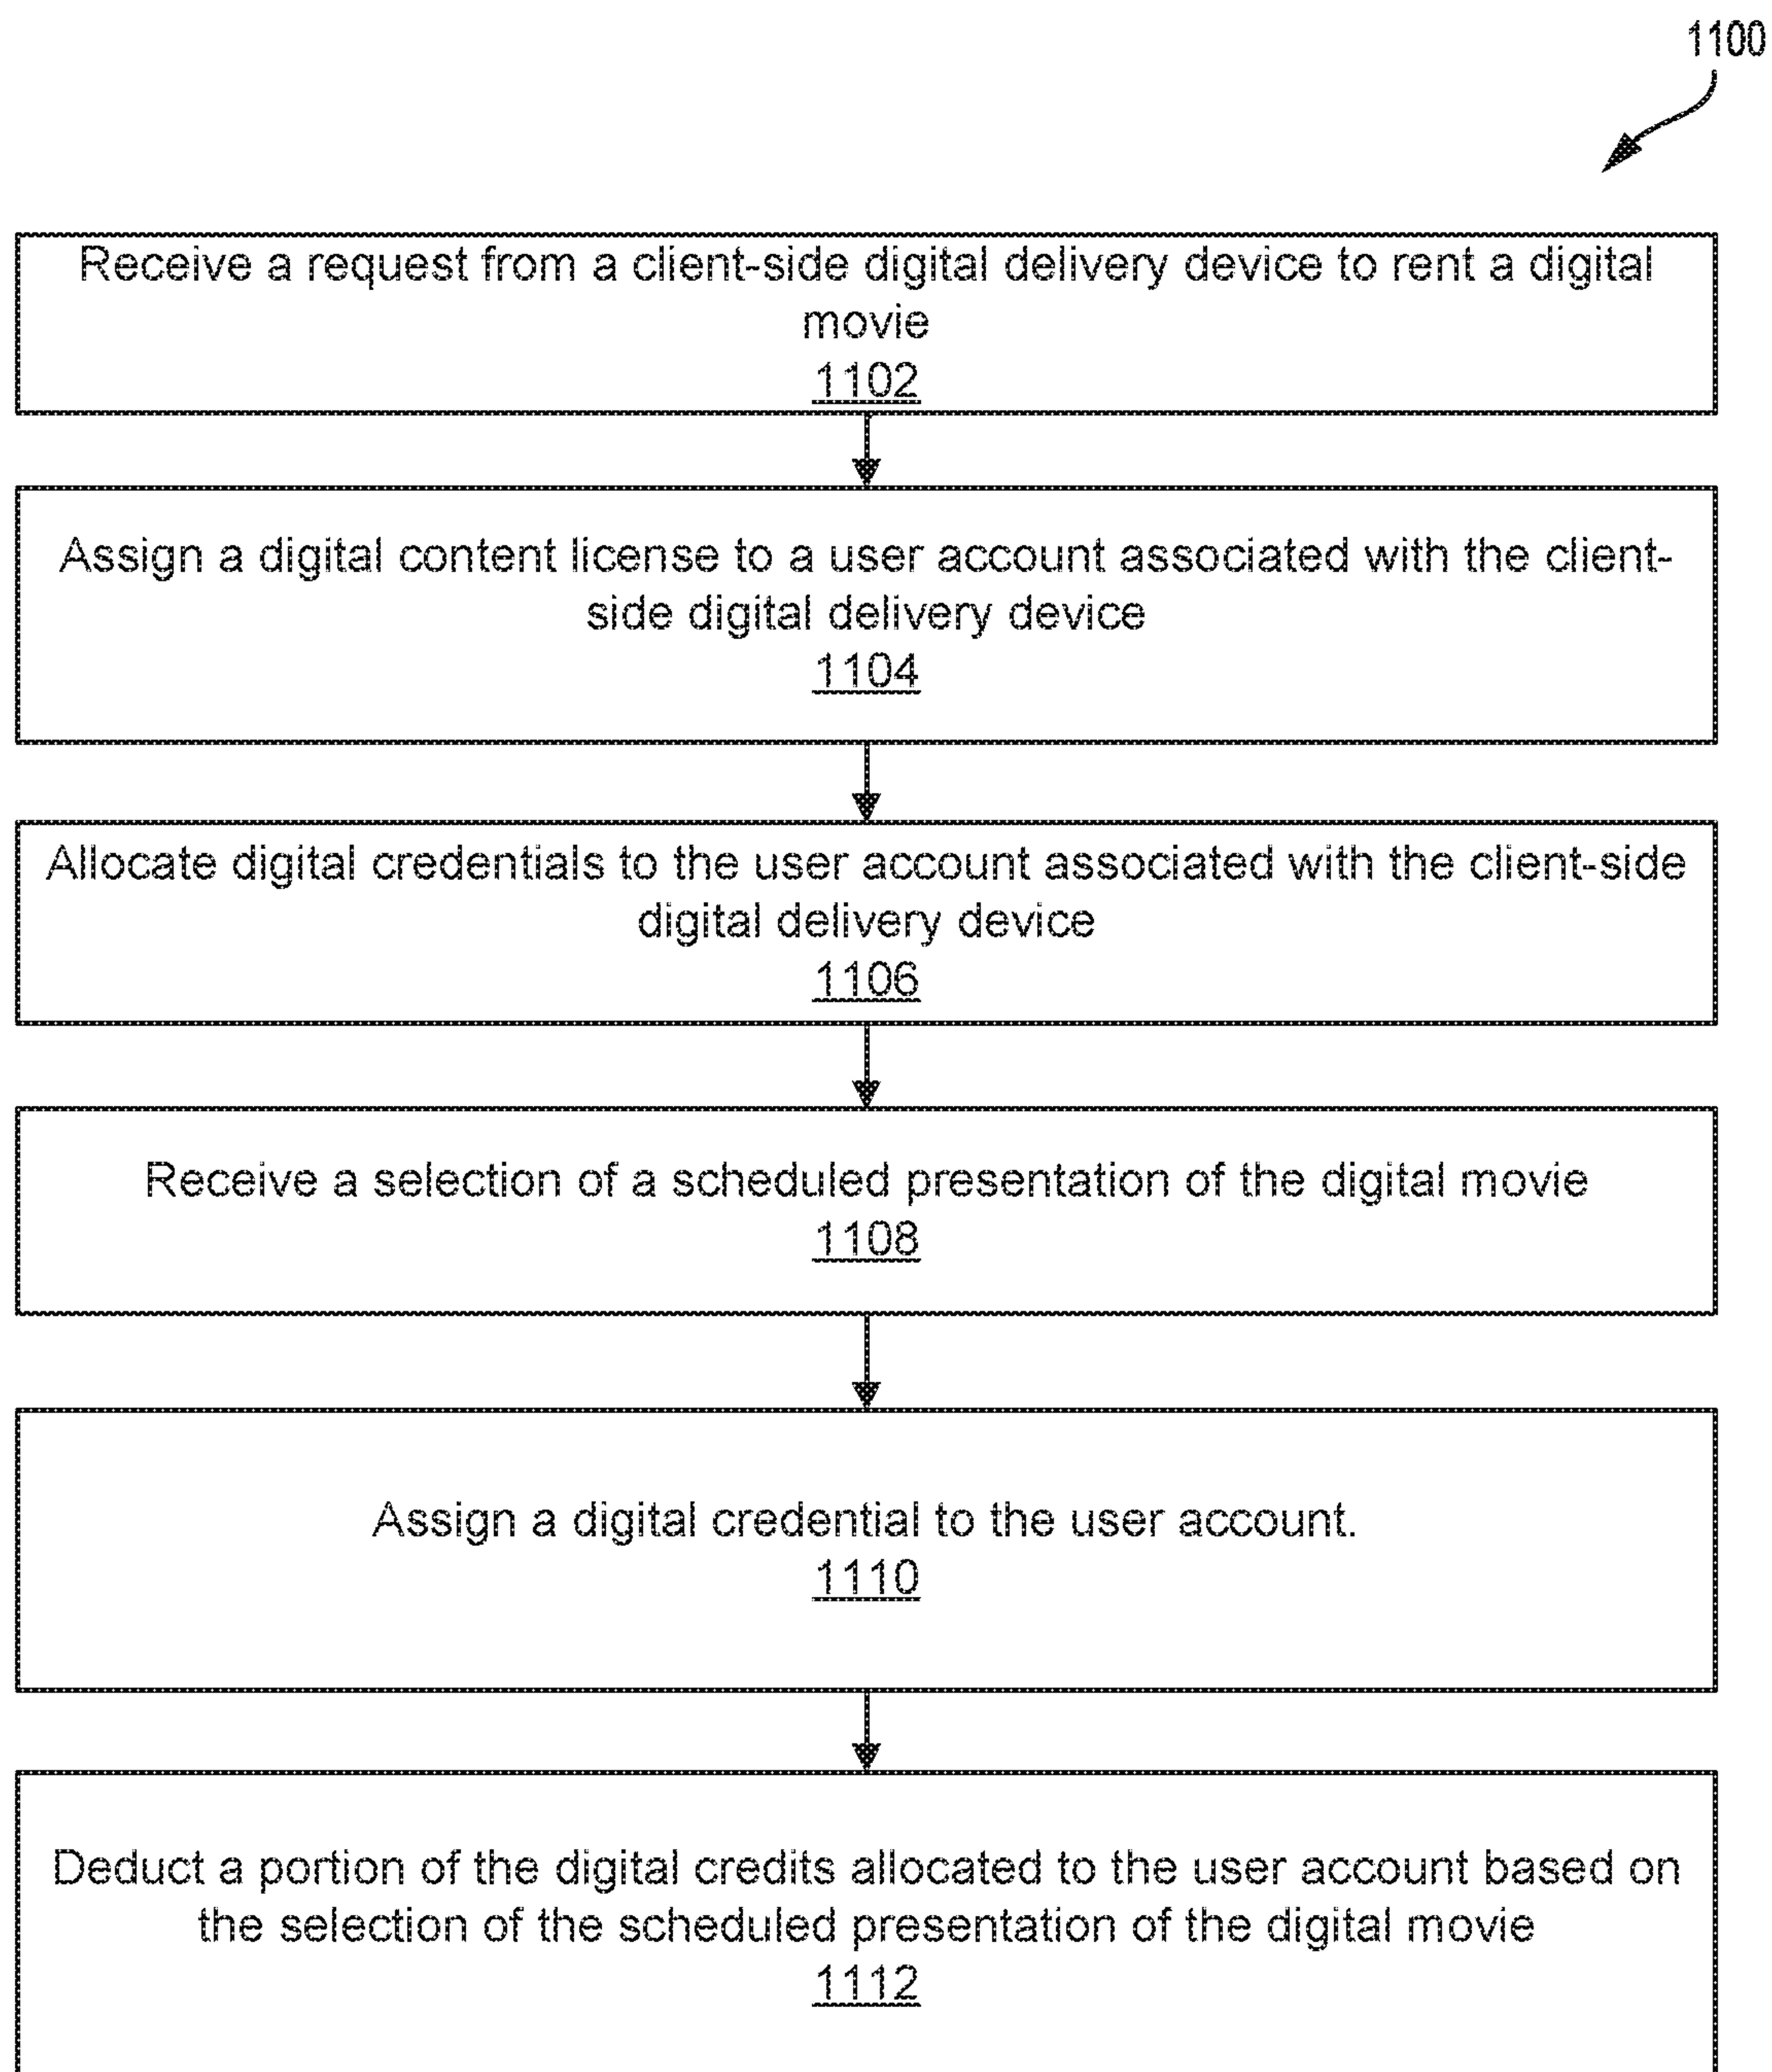 1100
Receive a request from a client-side digital delivery device to rent a digital
movie
1102
Assign a digital content license to a user account associated with the client-
side digital delivery device
1104
Allocate digital credentials to the user account associated with the client-side
digital delivery device
1106
Receive a selection of a scheduled presentation of the digital movie
1108
Assign a digital credential to the user account.
1110
Deduct a portion of the digital credits allocated to the user account based on
the selection of the scheduled presentation of the digital movie
1112